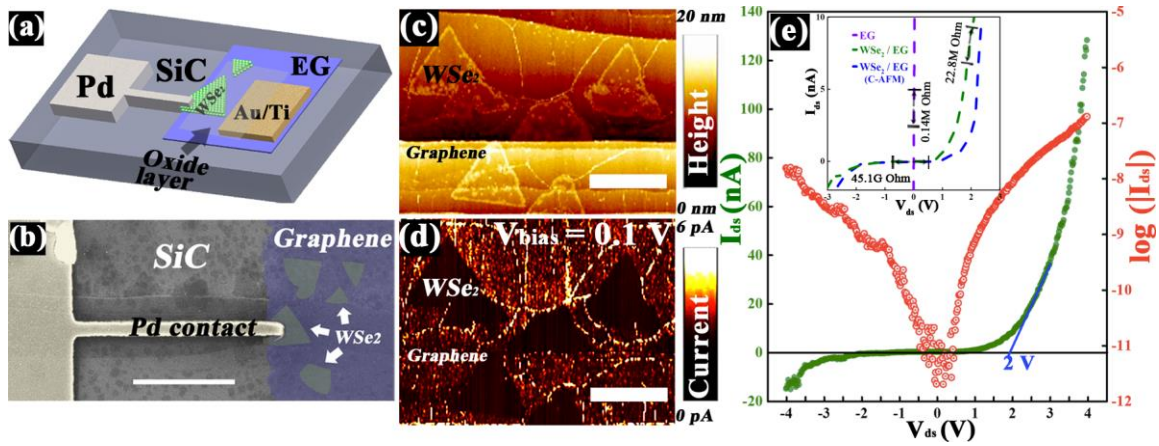 (a)
SiC
EG
Pd
WSe2
Au/Ti
Oxide
layer
(b)
SiC
Graphene
Pd contact
WSe2
(c)
20 nm
WSe2
Height
Graphene
0 nm
(d)
Vbias = 0.1 V
6 pA
WSe2
Graphene
Current
0 pA
(e)
140
120
100
80
60
40
20
0
-20
Ids (nA)
-4
-3
-2
-1
0
1
2
3
4
Vds (V)
-5
-6
-7
-8
-9
-10
-11
-12
log (|Ids|)
2 V
10
5
0
Ids (nA)
EG
WSe2 / EG
WSe2 / EG
(C-AFM)
22.8M Ohm
0.14M Ohm
45.1G Ohm
-3
-2
-1
0
1
2
3
Vds (V)